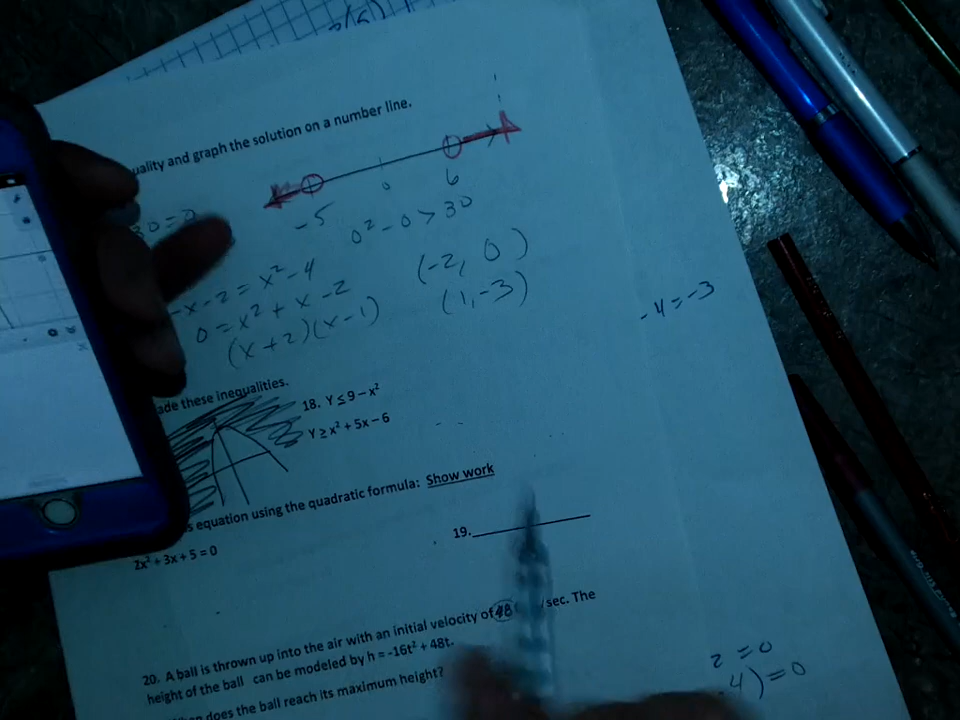 uality and graph the solution on a number line.
-5 0 6
30=0
0² - 0 > 30
-x-2 = x² - 4
(-2, 0)
0 = x² + x - 2
(1, -3)
(x+2)(x-1)
-4 = -3
ade these inequalities.
18. Y ≤ 9 - x²
Y ≥ x² + 5x - 6
s equation using the quadratic formula: Show work
19.
2x² + 3x + 5 = 0
20. A ball is thrown up into the air with an initial velocity of 48 /sec. The
height of the ball can be modeled by h = -16t² + 48t.
does the ball reach its maximum height?
2 = 0
4) = 0